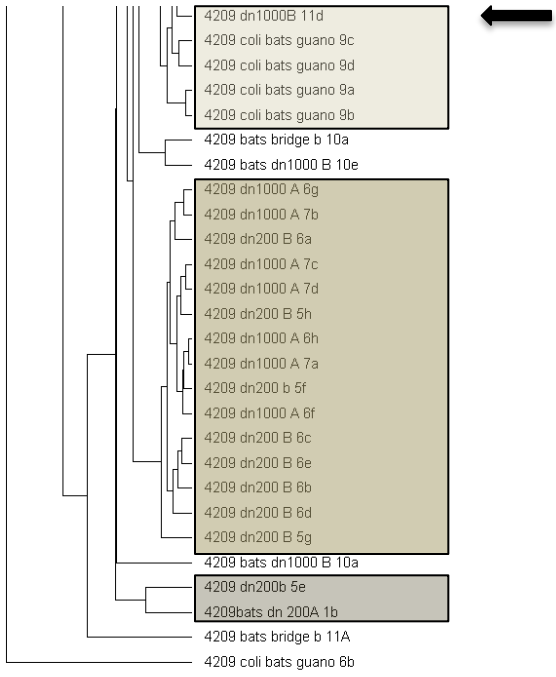 4209 dn1000B 11d
4209 coli bats guano 9c
4209 coli bats guano 9d
4209 coli bats guano 9a
4209 coli bats guano 9b
4209 bats bridge b 10a
4209 bats dn1000 B 10e
4209 dn1000 A 6g
4209 dn1000 A 7b
4209 dn200 B 6a
4209 dn1000 A 7c
4209 dn1000 A 7d
4209 dn200 B 5h
4209 dn1000 A 6h
4209 dn1000 A 7a
4209 dn200 b 5f
4209 dn1000 A 6f
4209 dn200 B 6c
4209 dn200 B 6e
4209 dn200 B 6b
4209 dn200 B 6d
4209 dn200 B 5g
4209 bats dn1000 B 10a
4209 dn200b 5e
4209bats dn 200A 1b
4209 bats bridge b 11A
4209 coli bats guano 6b